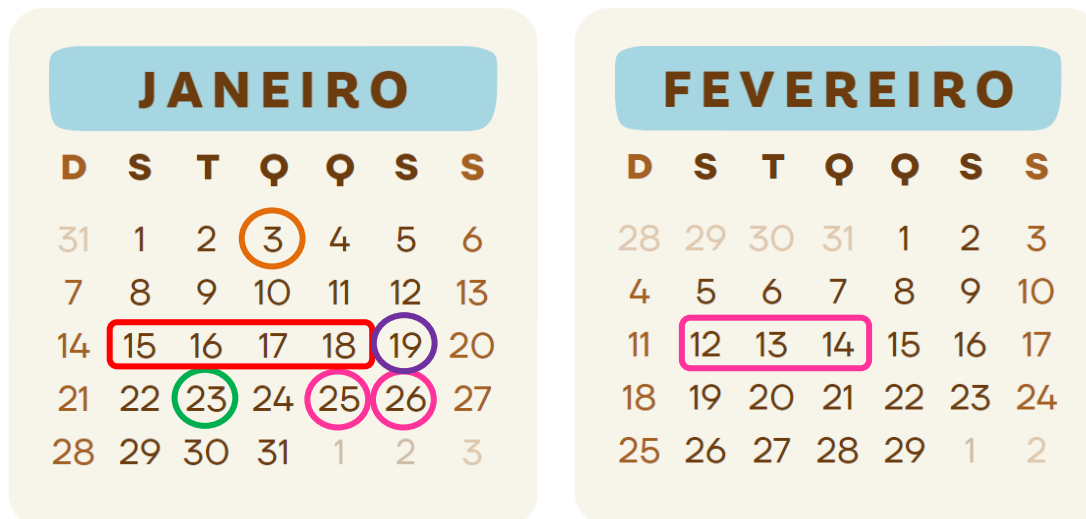 JANEIRO
D S T Q Q S S
31 1 2 3 4 5 6
7 8 9 10 11 12 13
14 15 16 17 18 19 20
21 22 23 24 25 26 27
28 29 30 31 1 2 3
FEVEREIRO
D S T Q Q S S
28 29 30 31 1 2 3
4 5 6 7 8 9 10
11 12 13 14 15 16 17
18 19 20 21 22 23 24
25 26 27 28 29 1 2